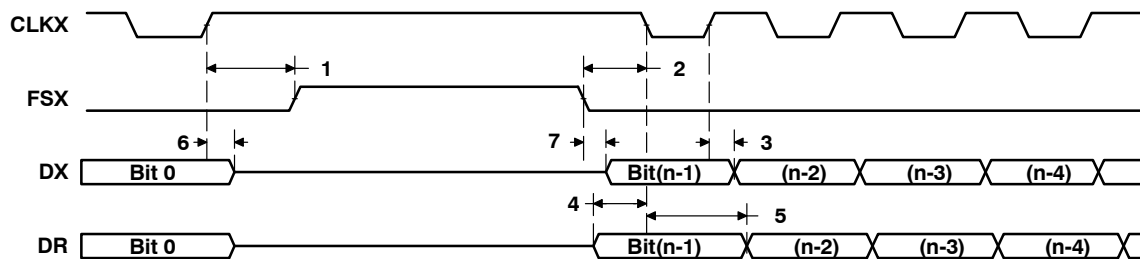 CLKX
1 2
FSX
6 7 3
DX Bit 0 Bit(n-1) (n-2) (n-3) (n-4)
4 5
DR Bit 0 Bit(n-1) (n-2) (n-3) (n-4)